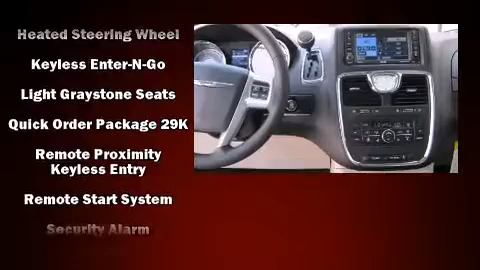 Heated Steering Wheel
Keyless Enter-N-Go
Light Graystone Seats
Quick Order Package 29K
Remote Proximity
Keyless Entry
Remote Start System
Security Alarm